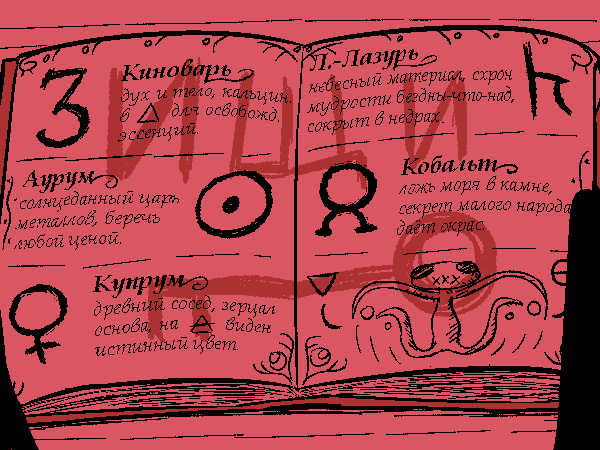 Киноварь
дух и тело, кальцин.
в △ для освобожд.
эссенций.
Аурум
солнцеданный царь
металлов, беречь
любой ценой.
Купрум
древний сосед, зерцал
основа, на 🜁 виден
истинный цвет.
Л.-Лазурь
небесный материал, схрон
мудрости бездны-что-над,
сокрыт в недрах.
Кобальт
ложь моря в камне,
секрет малого народа
даёт окрас.
ИЩИ